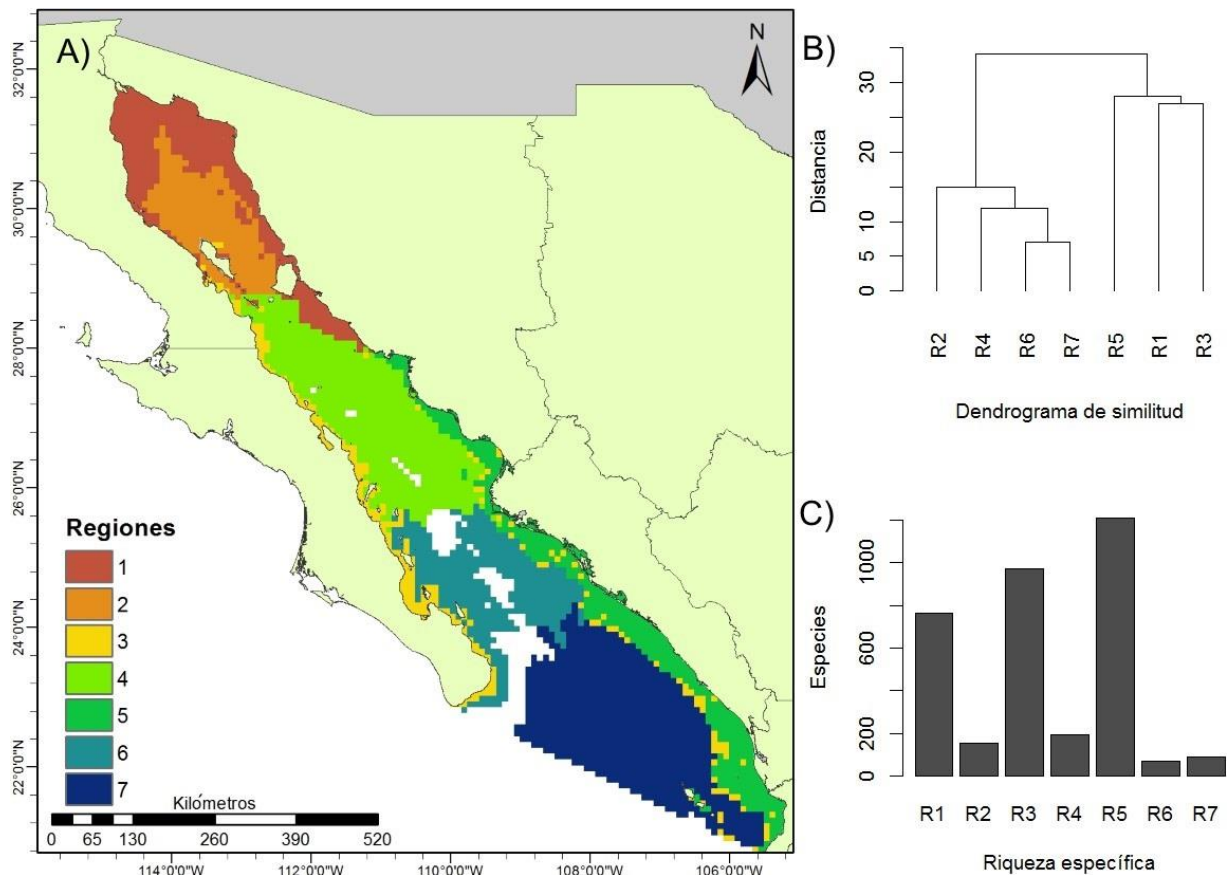 A)
N
32°0'0"N
30°0'0"N
28°0'0"N
26°0'0"N
24°0'0"N
22°0'0"N
Regiones
1
2
3
4
5
6
7
Kilómetros
0 65 130 260 390 520
114°0'0"W 112°0'0"W 110°0'0"W 108°0'0"W 106°0'0"W
B)
Distancia
30
20
10
5
0
R2 R4 R6 R7 R5 R1 R3
Dendrograma de similitud
C)
Especies
1000
600
200
0
R1 R2 R3 R4 R5 R6 R7
Riqueza específica